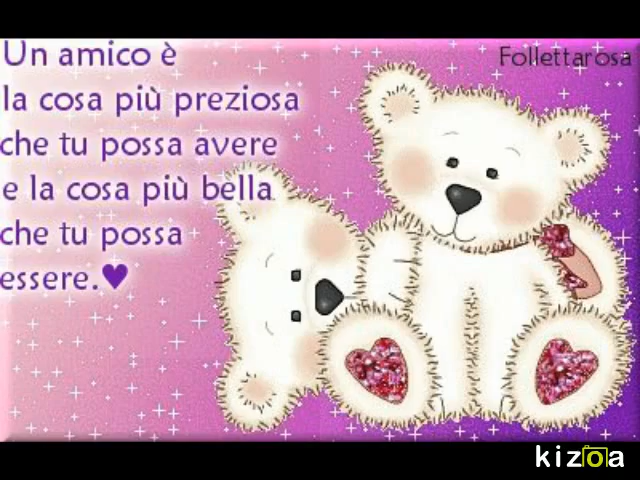 Un amico è
la cosa più preziosa
che tu possa avere
e la cosa più bella
che tu possa
essere.♥
Follettarosa
kizoa